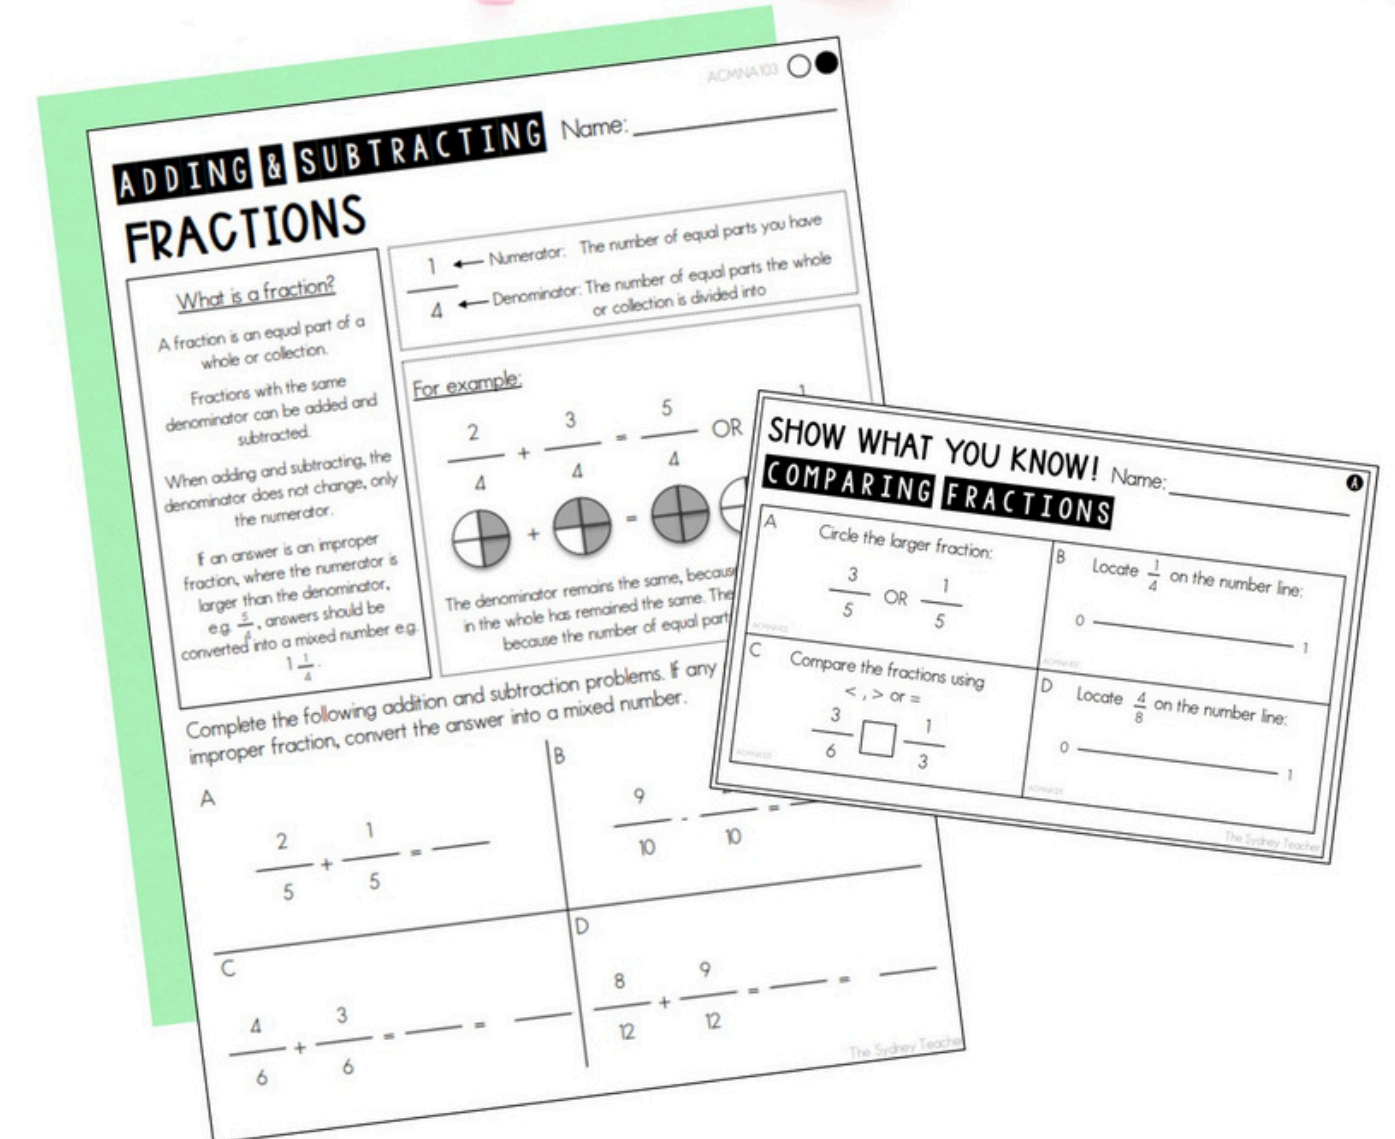 ACMNA103
ADDING & SUBTRACTING Name:
FRACTIONS
What is a fraction?
A fraction is an equal part of a
whole or collection.
Fractions with the same
denominator can be added and
subtracted.
When adding and subtracting, the
denominator does not change, only
the numerator.
If an answer is an improper
fraction, where the numerator is
larger than the denominator,
e.g. 5/4, answers should be
converted into a mixed number e.g.
1 1/4.
1 Numerator: The number of equal parts you have
4 Denominator: The number of equal parts the whole
or collection is divided into
For example:
2/4 + 3/4 = 5/4 OR 1
+ =
The denominator remains the same,
in the whole has remained the same. The
because the number of equal
Complete the following addition and subtraction problems. If any
improper fraction, convert the answer into a mixed number.
A
2/5 + 1/5 =
B
9/10 - /10 =
C
4/6 + 3/6 = =
D
8/12 + 9/12 = =
The Sydney Teacher
SHOW WHAT YOU KNOW! Name:
A
COMPARING FRACTIONS
A
Circle the larger fraction:
3/5 OR 1/5
ACMNA103
B
Locate 1/4 on the number line:
0 1
ACMNA103
C
Compare the fractions using
< , > or =
3/6 1/3
ACMNA103
D
Locate 4/8 on the number line:
0 1
ACMNA103
The Sydney Teacher